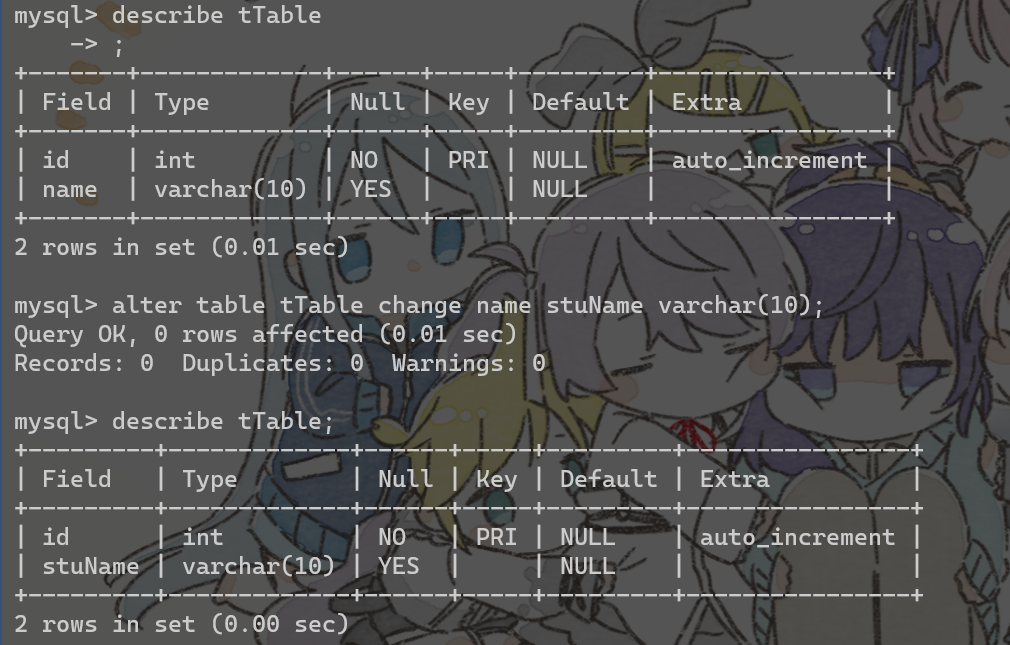 mysql> describe tTable
    -> ;
+-------+-------------+------+-----+---------+----------------+
| Field | Type        | Null | Key | Default | Extra          |
+-------+-------------+------+-----+---------+----------------+
| id    | int         | NO   | PRI | NULL    | auto_increment |
| name  | varchar(10) | YES  |     | NULL    |                |
+-------+-------------+------+-----+---------+----------------+
2 rows in set (0.01 sec)

mysql> alter table tTable change name stuName varchar(10);
Query OK, 0 rows affected (0.01 sec)
Records: 0  Duplicates: 0  Warnings: 0

mysql> describe tTable;
+---------+-------------+------+-----+---------+----------------+
| Field   | Type        | Null | Key | Default | Extra          |
+---------+-------------+------+-----+---------+----------------+
| id      | int         | NO   | PRI | NULL    | auto_increment |
| stuName | varchar(10) | YES  |     | NULL    |                |
+---------+-------------+------+-----+---------+----------------+
2 rows in set (0.00 sec)